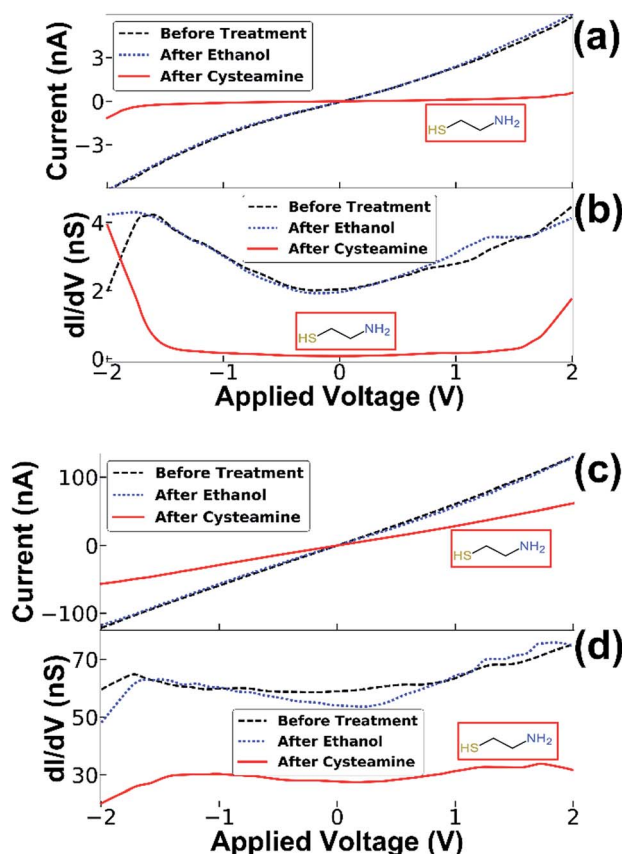 (a)
Current (nA)
3
0
−3
Before Treatment
After Ethanol
After Cysteamine
HS NH₂
(b)
dI/dV (nS)
4
2
0
Before Treatment
After Ethanol
After Cysteamine
HS NH₂
−2 −1 0 1 2
Applied Voltage (V)
(c)
Current (nA)
100
0
−100
Before Treatment
After Ethanol
After Cysteamine
HS NH₂
(d)
dI/dV (nS)
70
50
30
Before Treatment
After Ethanol
After Cysteamine
HS NH₂
−2 −1 0 1 2
Applied Voltage (V)